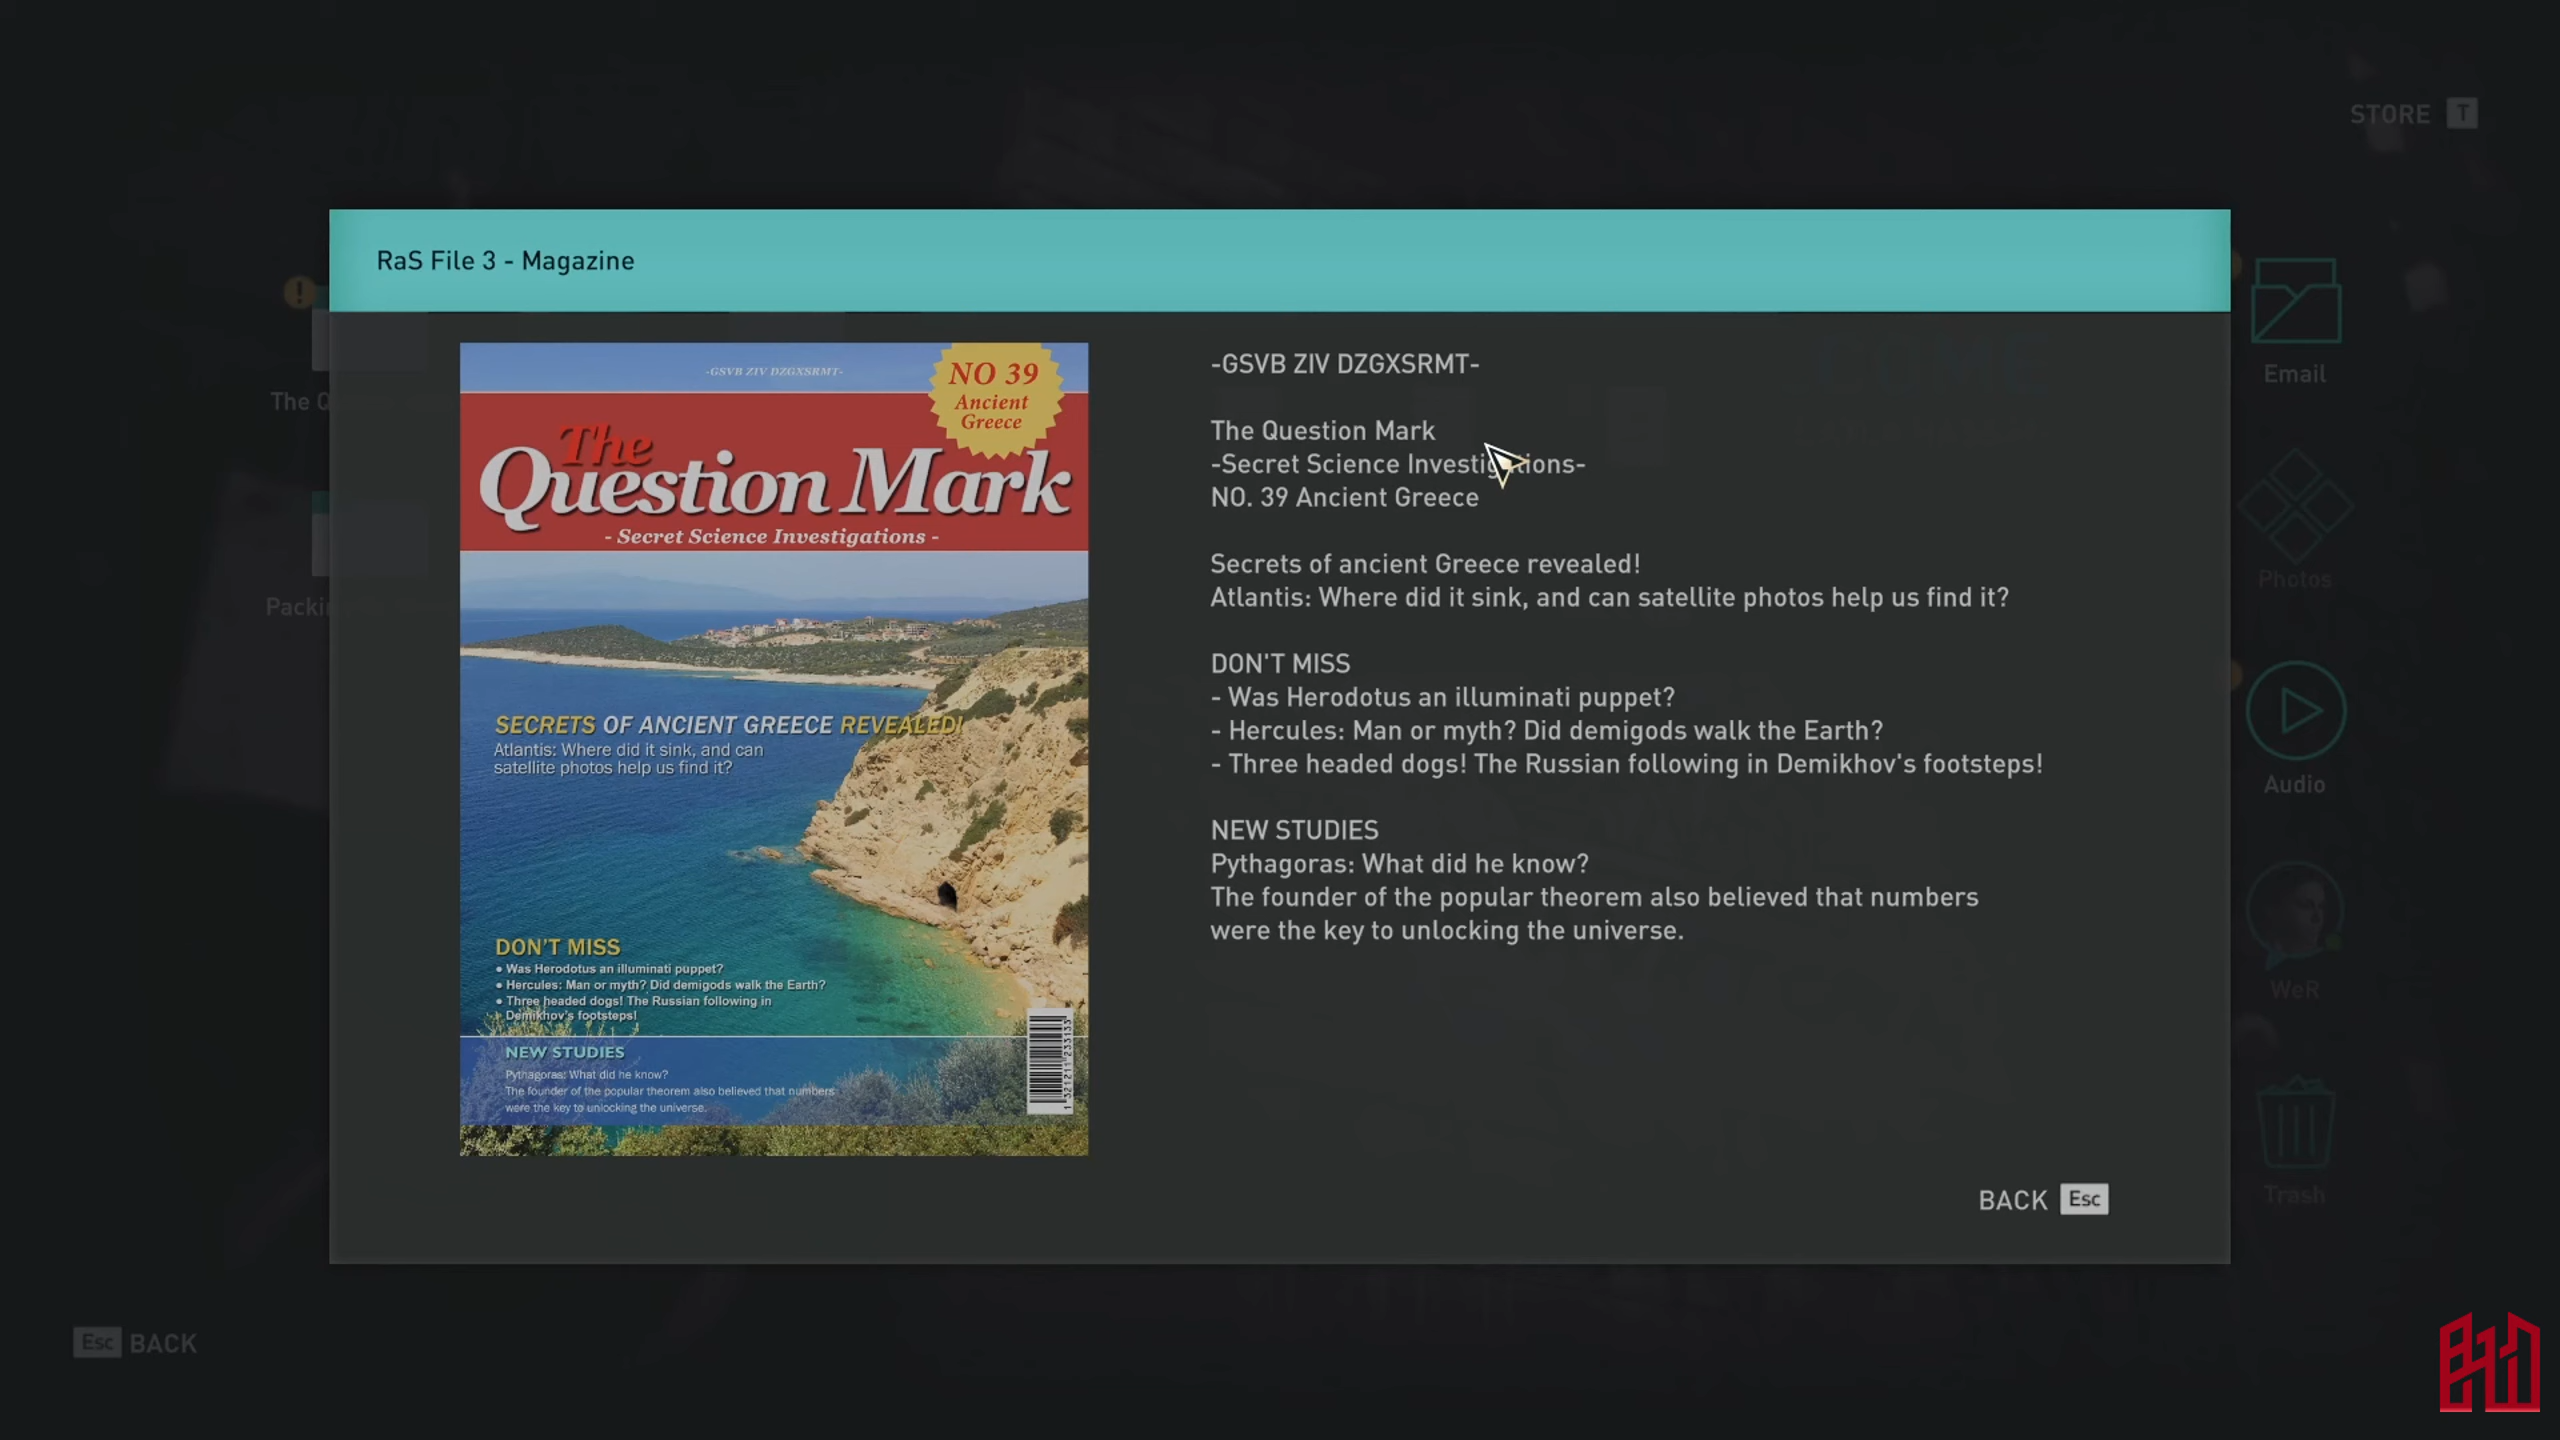 STORE T
RaS File 3 - Magazine
-GSVB ZIV DZGXSRMT-
NO 39
Ancient
Greece
The
Question Mark
- Secret Science Investigations -
SECRETS OF ANCIENT GREECE REVEALED!
Atlantis: Where did it sink, and can
satellite photos help us find it?
DON'T MISS
• Was Herodotus an illuminati puppet?
• Hercules: Man or myth? Did demigods walk the Earth?
• Three headed dogs! The Russian following in
Demikhov's footsteps!
NEW STUDIES
Pythagoras: What did he know?
The founder of the popular theorem also believed that numbers
were the key to unlocking the universe.
-GSVB ZIV DZGXSRMT-
The Question Mark
-Secret Science Investigations-
NO. 39 Ancient Greece
Secrets of ancient Greece revealed!
Atlantis: Where did it sink, and can satellite photos help us find it?
DON'T MISS
- Was Herodotus an illuminati puppet?
- Hercules: Man or myth? Did demigods walk the Earth?
- Three headed dogs! The Russian following in Demikhov's footsteps!
NEW STUDIES
Pythagoras: What did he know?
The founder of the popular theorem also believed that numbers
were the key to unlocking the universe.
BACK Esc
The
Email
Photos
Audio
WeR
Trash
Esc BACK